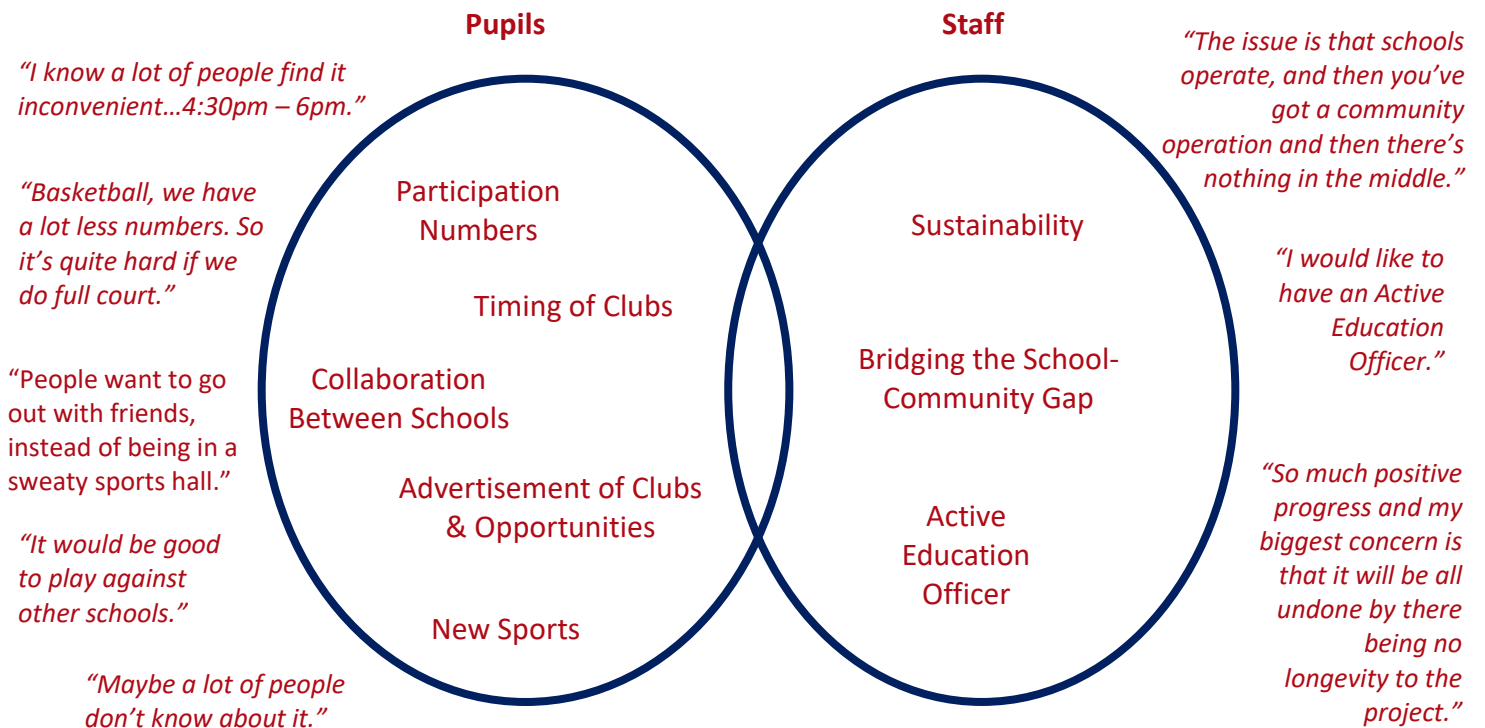 Pupils
Staff
“I know a lot of people find it
inconvenient…4:30pm – 6pm.”
“Basketball, we have
a lot less numbers. So
it’s quite hard if we
do full court.”
“People want to go
out with friends,
instead of being in a
sweaty sports hall.”
“It would be good
to play against
other schools.”
“Maybe a lot of people
don’t know about it.”
Participation
Numbers
Timing of Clubs
Collaboration
Between Schools
Advertisement of Clubs
& Opportunities
New Sports
Sustainability
Bridging the School-
Community Gap
Active
Education
Officer
“The issue is that schools
operate, and then you’ve
got a community
operation and then there’s
nothing in the middle.”
“I would like to
have an Active
Education
Officer.”
“So much positive
progress and my
biggest concern is
that it will be all
undone by there
being no
longevity to the
project.”